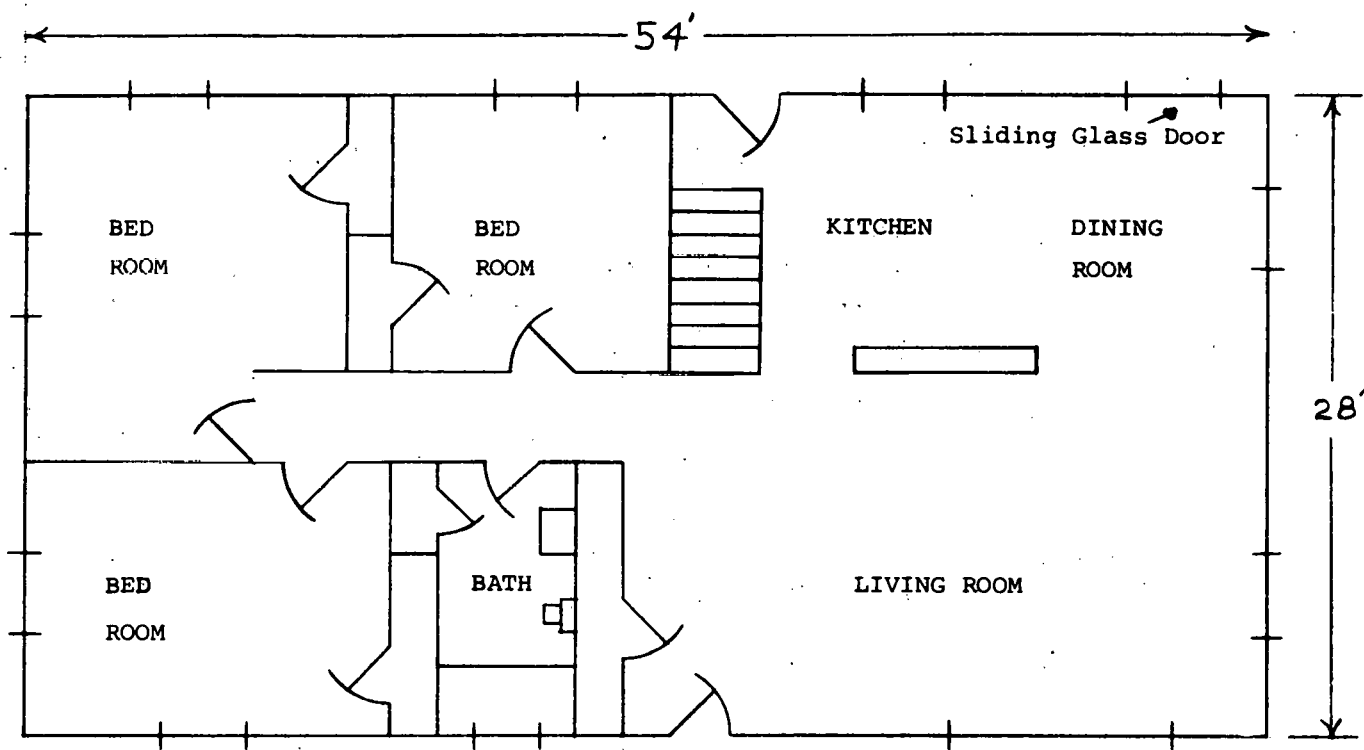 54'
Sliding Glass Door
BED
ROOM
BED
ROOM
KITCHEN
DINING
ROOM
28'
BED
ROOM
BATH
LIVING ROOM